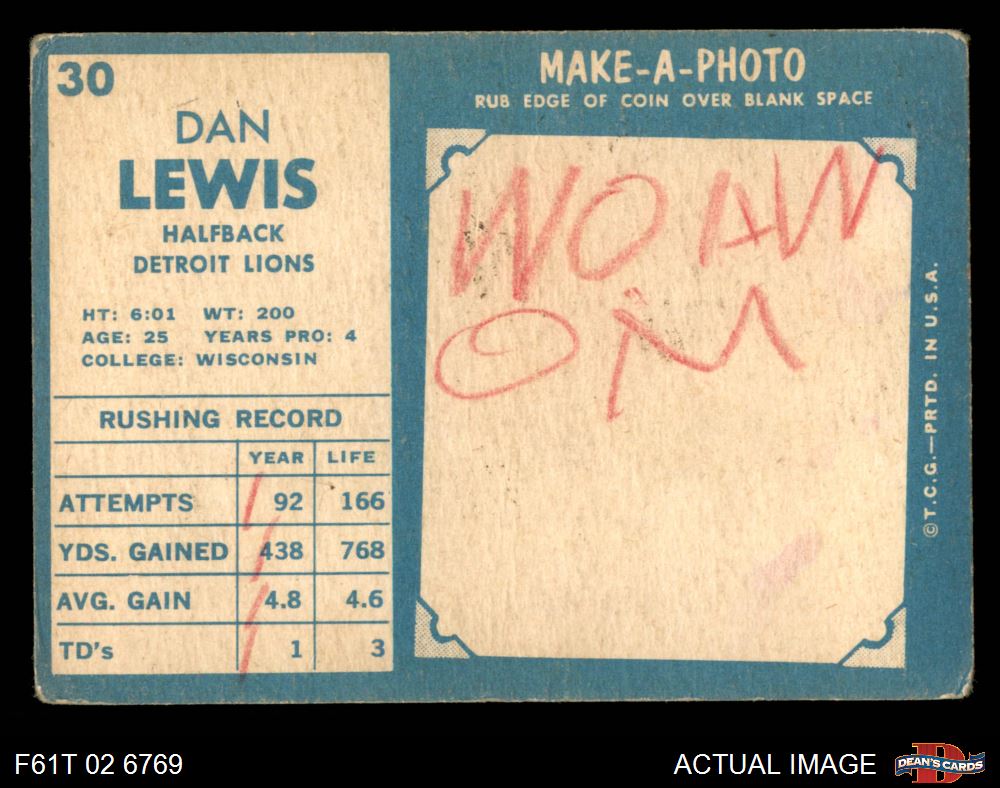 30
DAN
LEWIS
HALFBACK
DETROIT LIONS
HT: 6:01 WT: 200
AGE: 25 YEARS PRO: 4
COLLEGE: WISCONSIN
RUSHING RECORD
YEAR LIFE
ATTEMPTS 92 166
YDS. GAINED 438 768
AVG. GAIN 4.8 4.6
TD's 1 3
MAKE-A-PHOTO
RUB EDGE OF COIN OVER BLANK SPACE
WOAW
OM
©T.C.G.—PRTD. IN U.S.A.
F61T 02 6769
ACTUAL IMAGE
D
DEAN'S CARDS